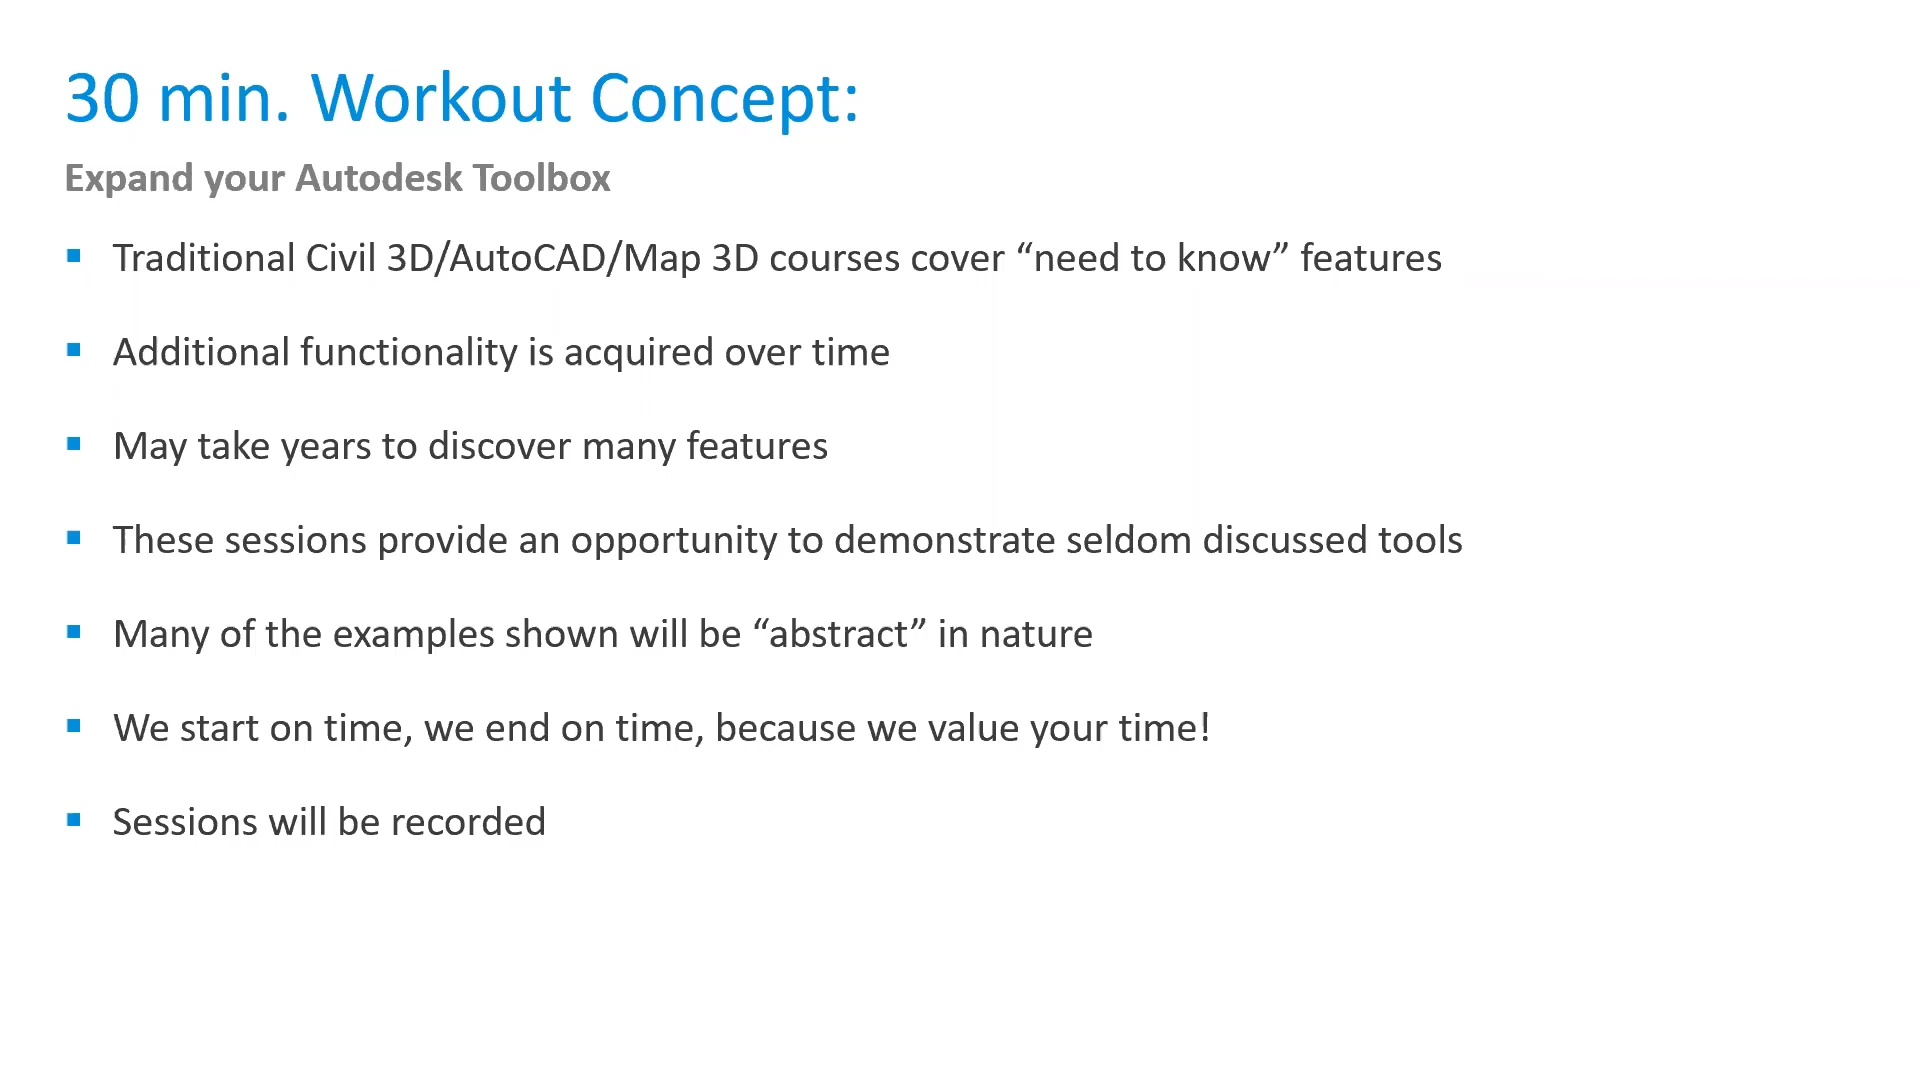 30 min. Workout Concept:
Expand your Autodesk Toolbox
Traditional Civil 3D/AutoCAD/Map 3D courses cover “need to know” features
Additional functionality is acquired over time
May take years to discover many features
These sessions provide an opportunity to demonstrate seldom discussed tools
Many of the examples shown will be “abstract” in nature
We start on time, we end on time, because we value your time!
Sessions will be recorded